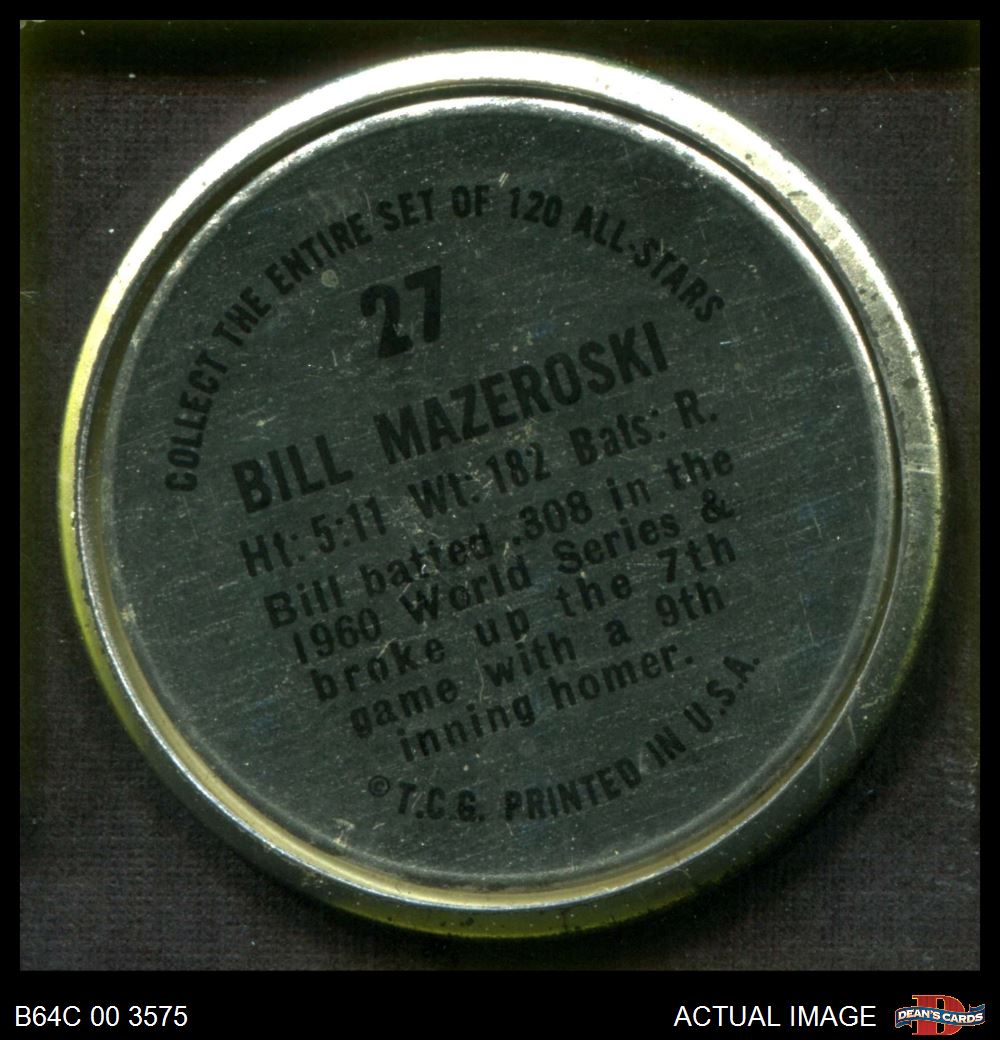 COLLECT THE ENTIRE SET OF 120 ALL-STARS
27
BILL MAZEROSKI
Ht: 5:11 Wt: 182 Bats: R.
Bill batted .308 in the
1960 World Series &
broke up the 7th
game with a 9th
inning homer.
© T.C.G. PRINTED IN U.S.A.
B64C 00 3575
ACTUAL IMAGE
D
DEAN'S CARDS